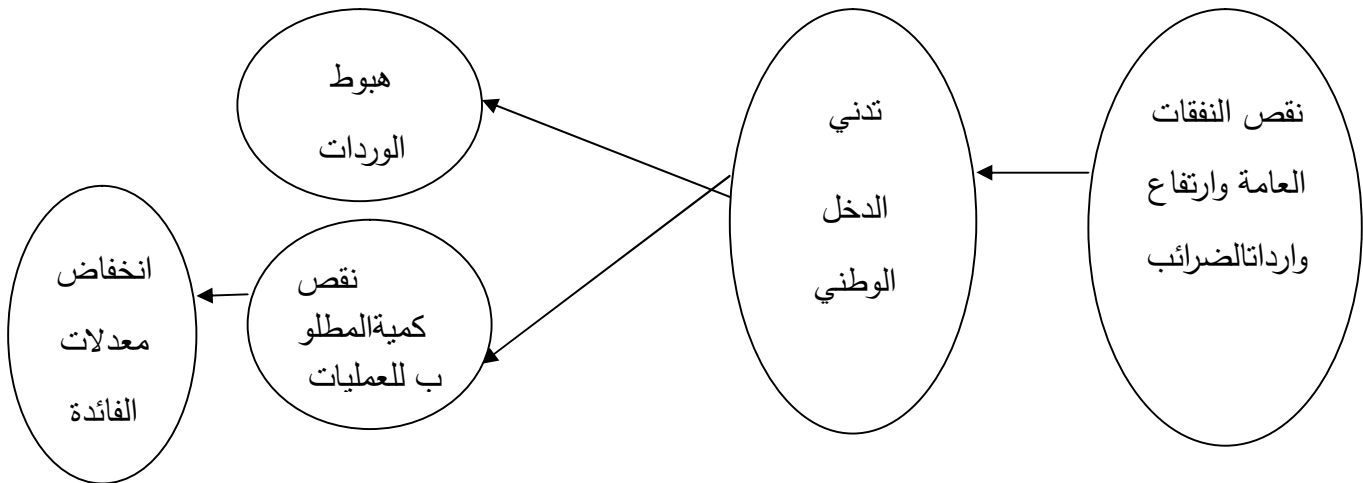 نقص النفقات
العامة وارتفاع
وارداتالضرائب
تدني
الدخل
الوطني
هبوط
الوردات
نقص
كميةالمطلو
ب للعمليات
انخفاض
معدلات
الفائدة